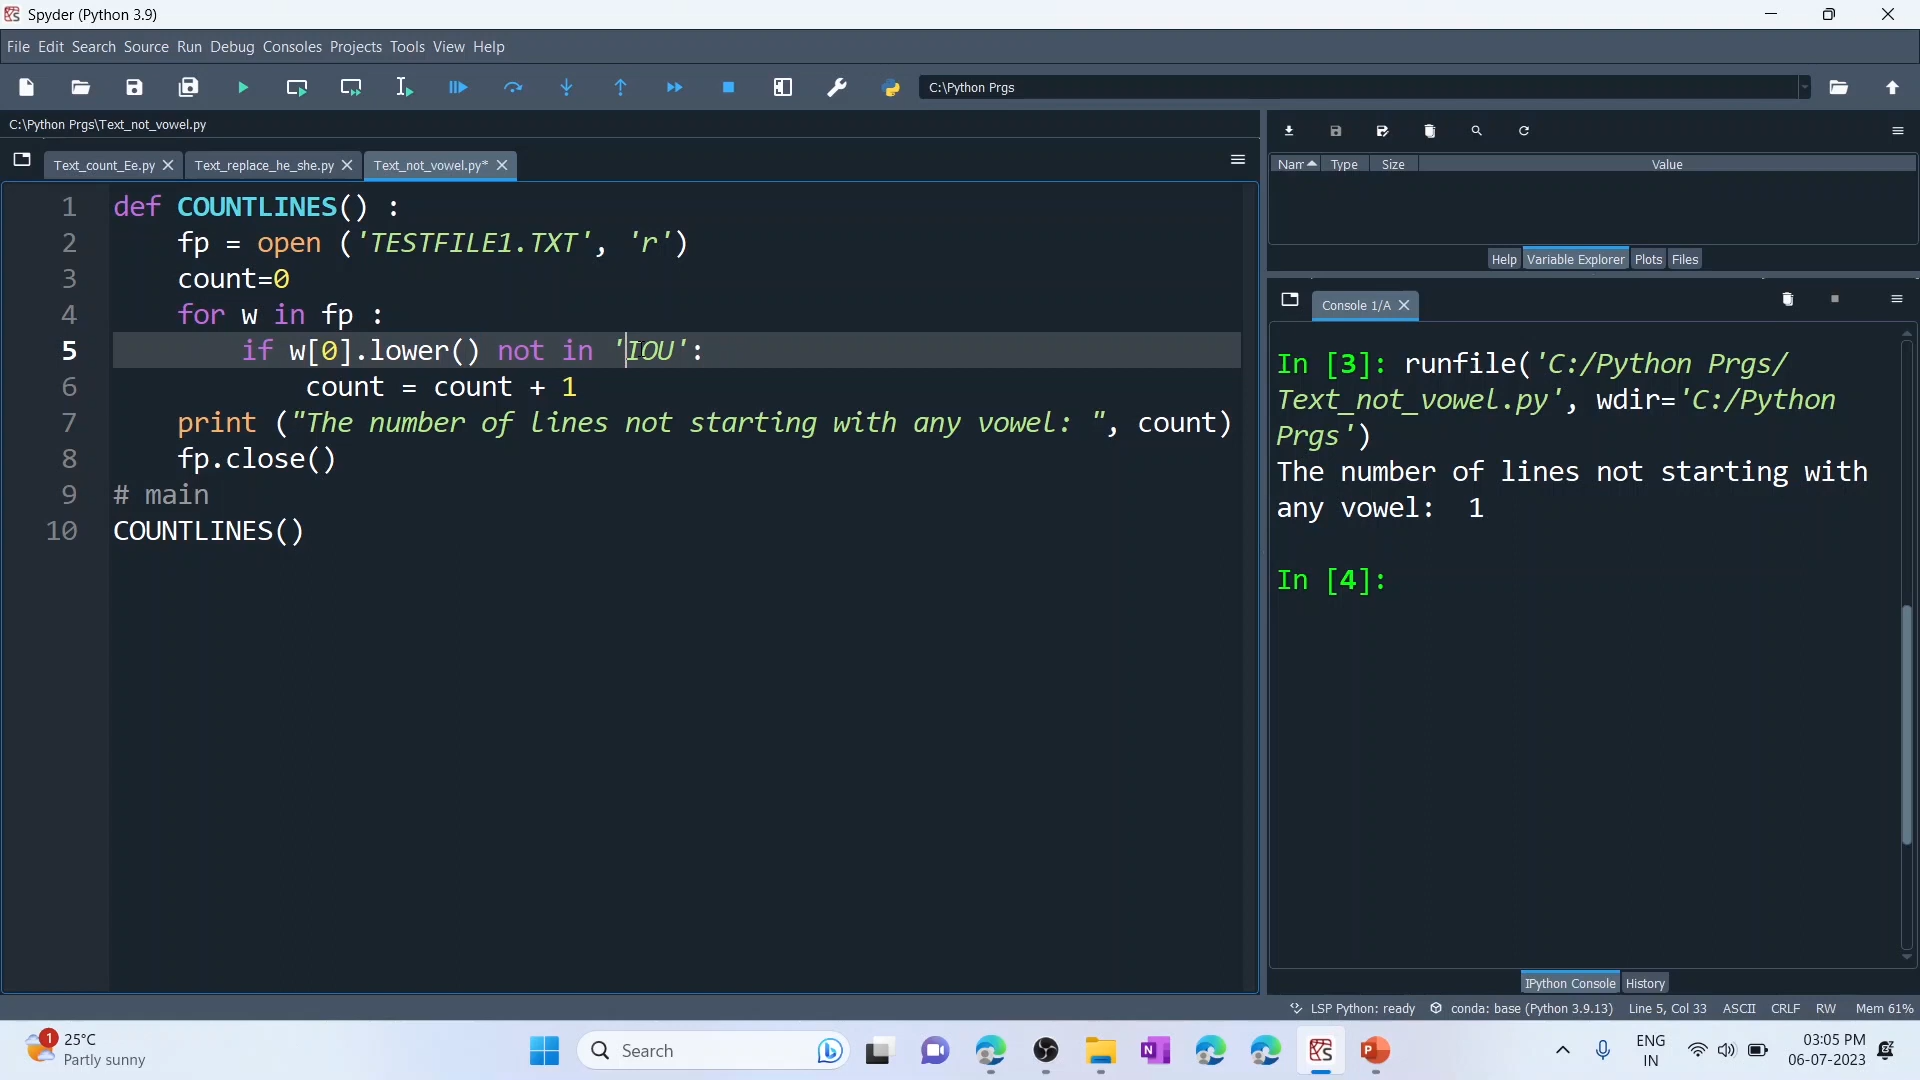 Spyder (Python 3.9)
File Edit Search Source Run Debug Consoles Projects Tools View Help
C:\Python Prgs
C:\Python Prgs\Text_not_vowel.py
Text_count_Ee.py Text_replace_he_she.py Text_not_vowel.py*
1 def COUNTLINES() :
2 fp = open ('TESTFILE1.TXT', 'r')
3 count=0
4 for w in fp :
5 if w[0].lower() not in 'IOU':
6 count = count + 1
7 print ("The number of lines not starting with any vowel: ", count)
8 fp.close()
9 # main
10 COUNTLINES()
Nam Type Size Value
Help Variable Explorer Plots Files
Console 1/A
In [3]: runfile('C:/Python Prgs/
Text_not_vowel.py', wdir='C:/Python
Prgs')
The number of lines not starting with
any vowel: 1
In [4]:
IPython Console History
LSP Python: ready conda: base (Python 3.9.13) Line 5, Col 33 ASCII CRLF RW Mem 61%
1 25°C
Partly sunny
Search
ENG
IN
03:05 PM
06-07-2023